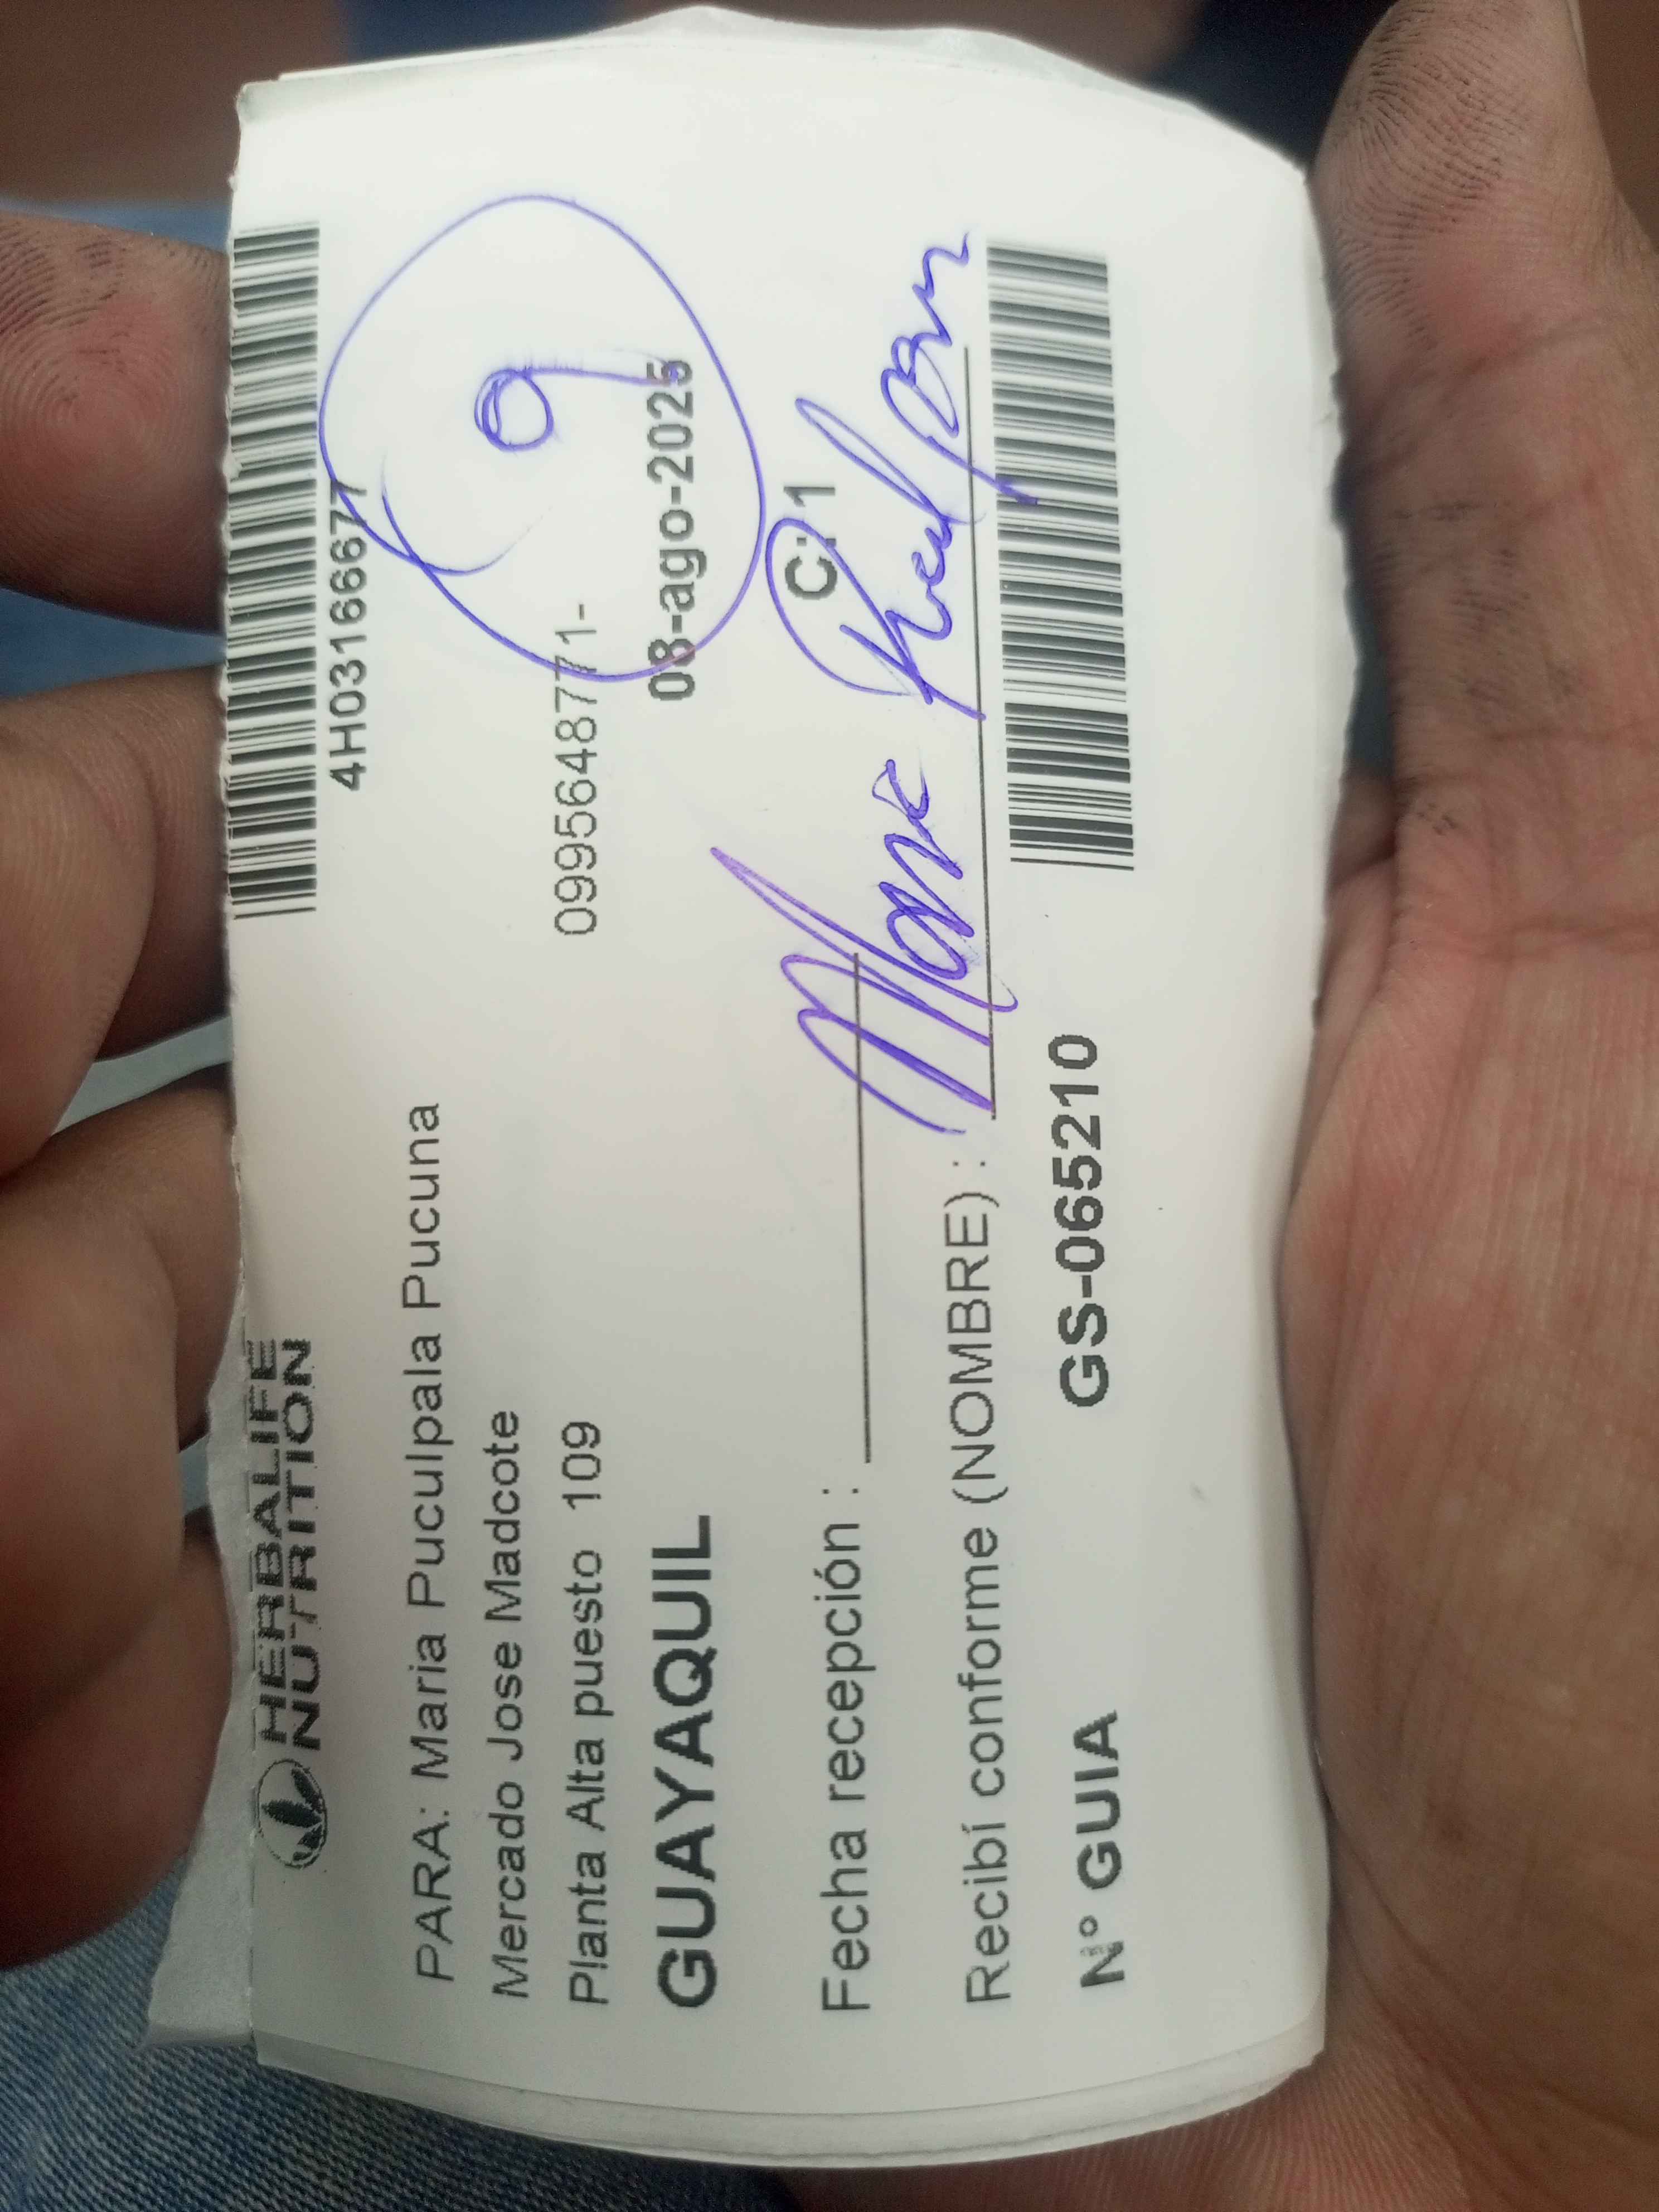 HERBALIFE
NUTRITION
4H03166677
PARA: Maria Puculpala Pucuna
Mercado Jose Madcote
Planta Alta puesto 109
0995648771-
9
GUAYAQUIL
08-ago-2025
C:1
Fecha recepción :
Recibí conforme (NOMBRE) :
N° GUIA GS-065210